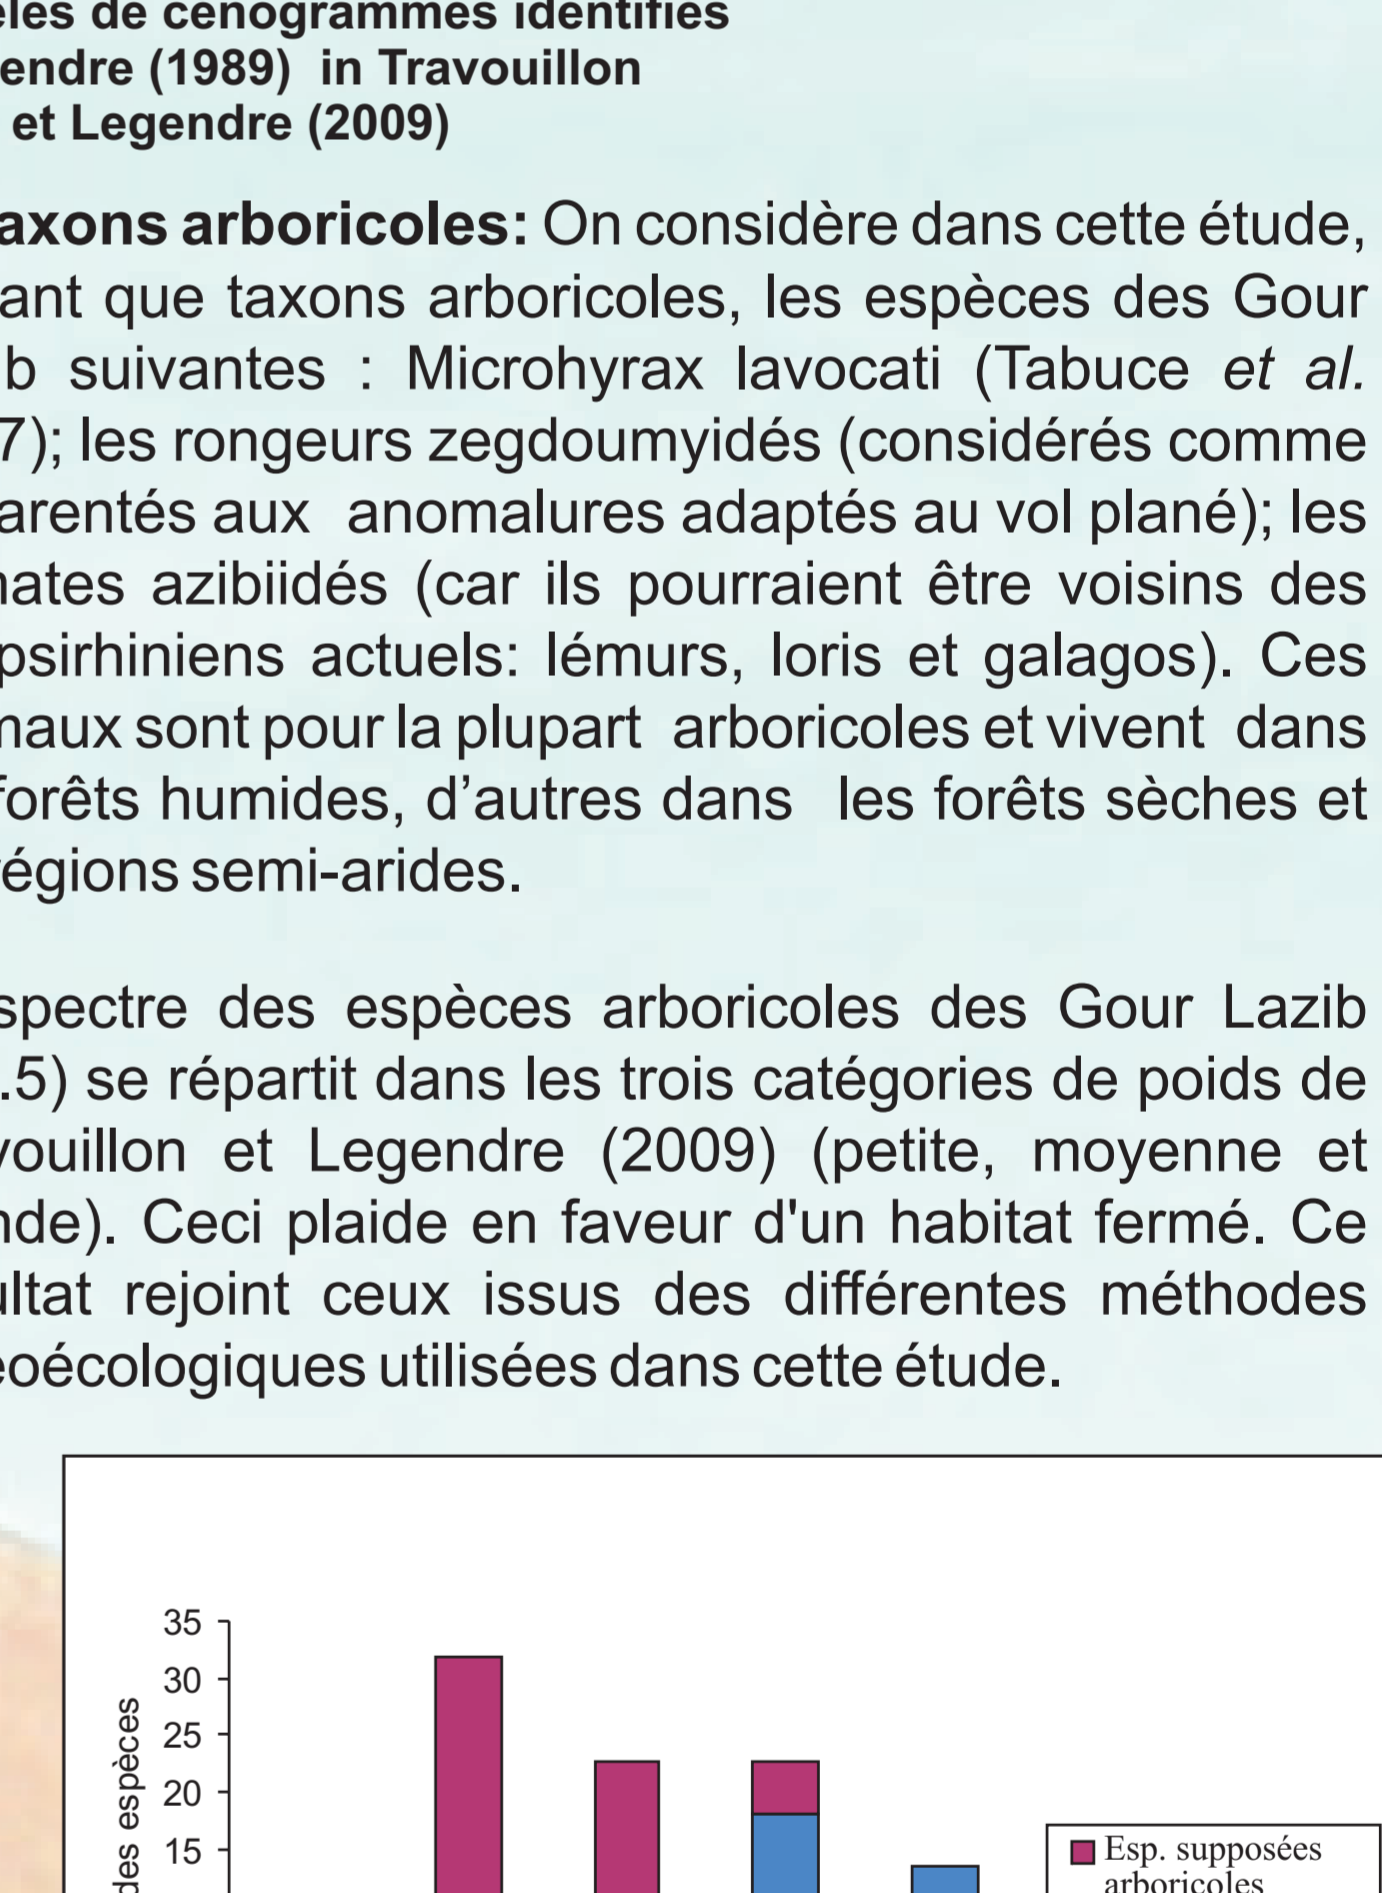 èles de cénogrammes identifiés
endre (1989) in Travouillon
et Legendre (2009)
axons arboricoles: On considère dans cette étude,
ant que taxons arboricoles, les espèces des Gour
b suivantes : Microhyrax lavocati (Tabuce et al.
7); les rongeurs zegdoumyidés (considérés comme
arentés aux anomalures adaptés au vol plané); les
nates azibiidés (car ils pourraient être voisins des
psirhiniens actuels: lémurs, loris et galagos). Ces
maux sont pour la plupart arboricoles et vivent dans
forêts humides, d’autres dans les forêts sèches et
régions semi-arides.
spectre des espèces arboricoles des Gour Lazib
.5) se répartit dans les trois catégories de poids de
vouillon et Legendre (2009) (petite, moyenne et
nde). Ceci plaide en faveur d'un habitat fermé. Ce
ultat rejoint ceux issus des différentes méthodes
eoécologiques utilisées dans cette étude.
35
30
25
20
15
des espèces
Esp. supposées
arboricoles